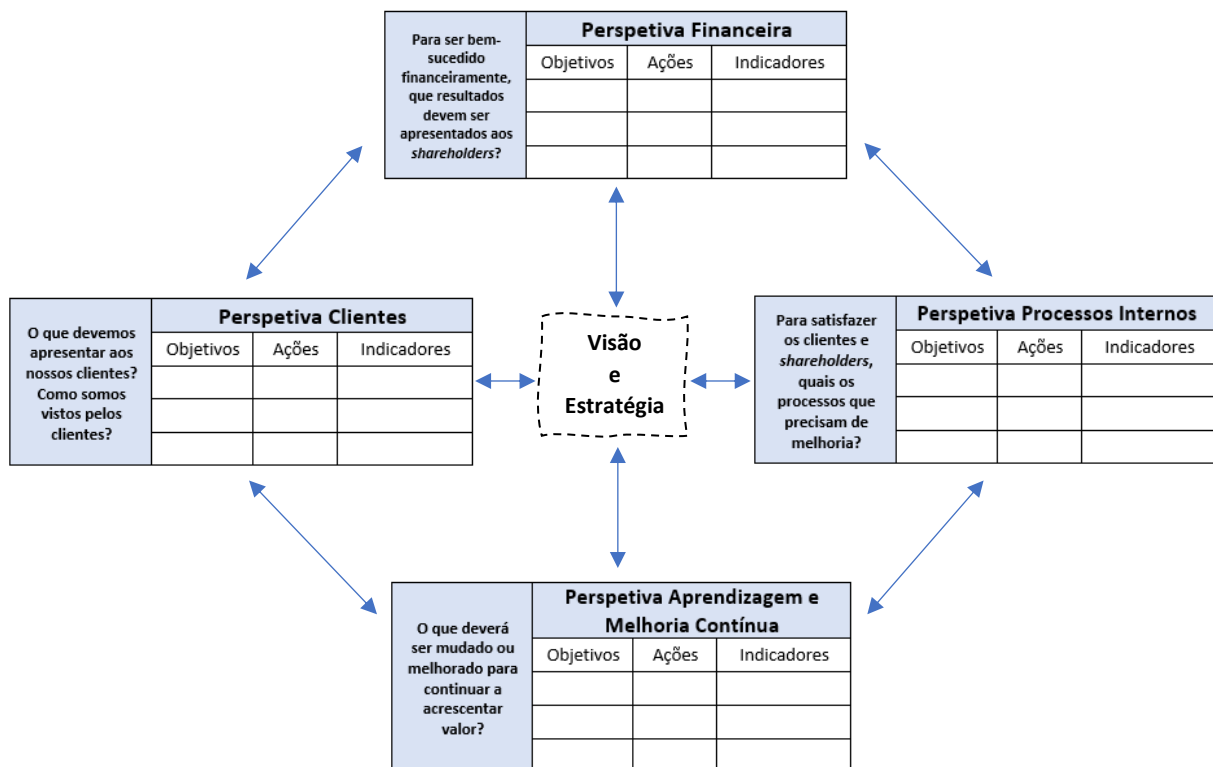 Para ser bem-
sucedido
financeiramente,
que resultados
devem ser
apresentados aos
shareholders?
Perspetiva Financeira
Objetivos Ações Indicadores
O que devemos
apresentar aos
nossos clientes?
Como somos
vistos pelos
clientes?
Perspetiva Clientes
Objetivos Ações Indicadores
Visão
e
Estratégia
Para satisfazer
os clientes e
shareholders,
quais os
processos que
precisam de
melhoria?
Perspetiva Processos Internos
Objetivos Ações Indicadores
O que deverá
ser mudado ou
melhorado para
continuar a
acrescentar
valor?
Perspetiva Aprendizagem e
Melhoria Contínua
Objetivos Ações Indicadores